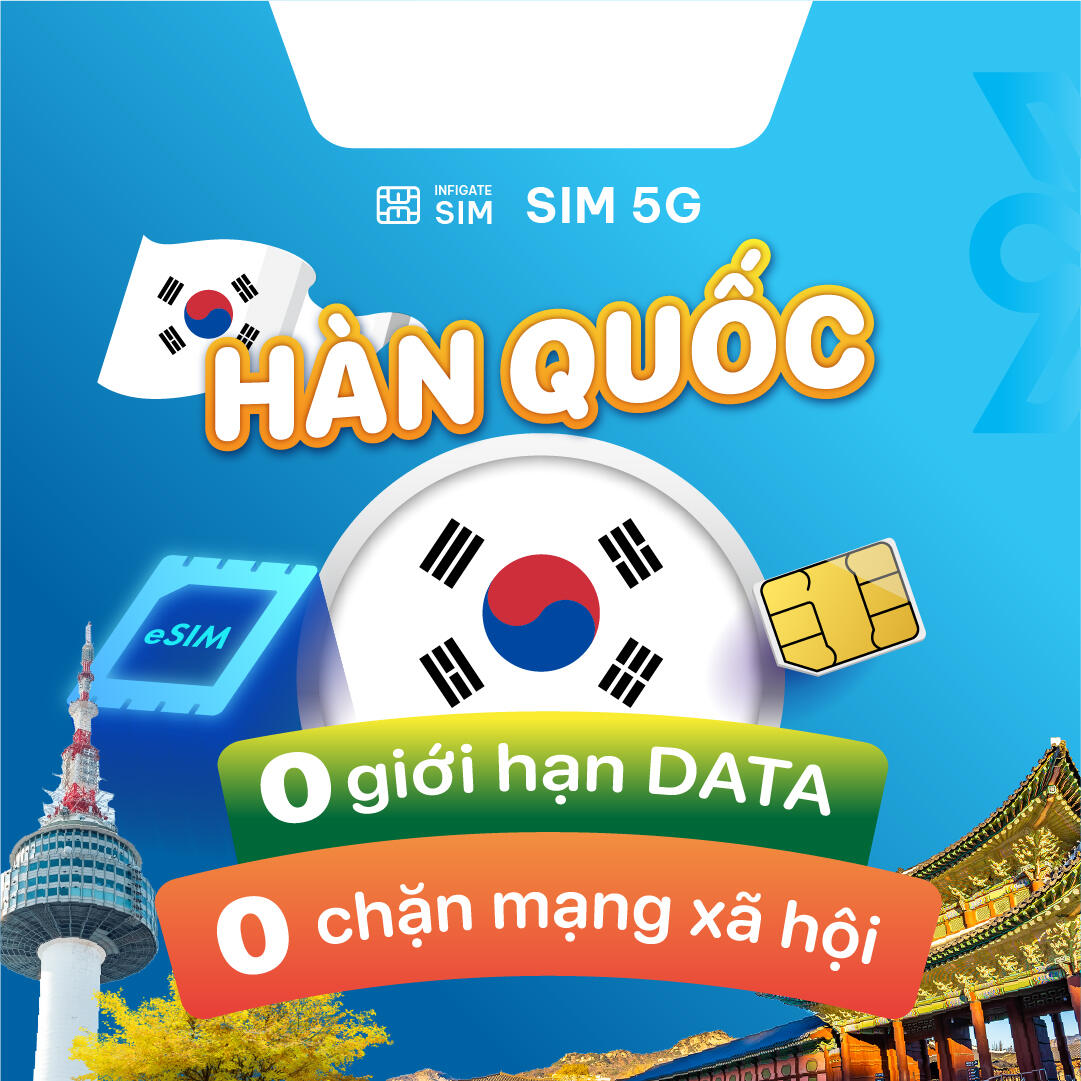 INFIGATE
SIM
SIM 5G
HÀN QUỐC
eSIM
0 giới hạn DATA
0 chặn mạng xã hội